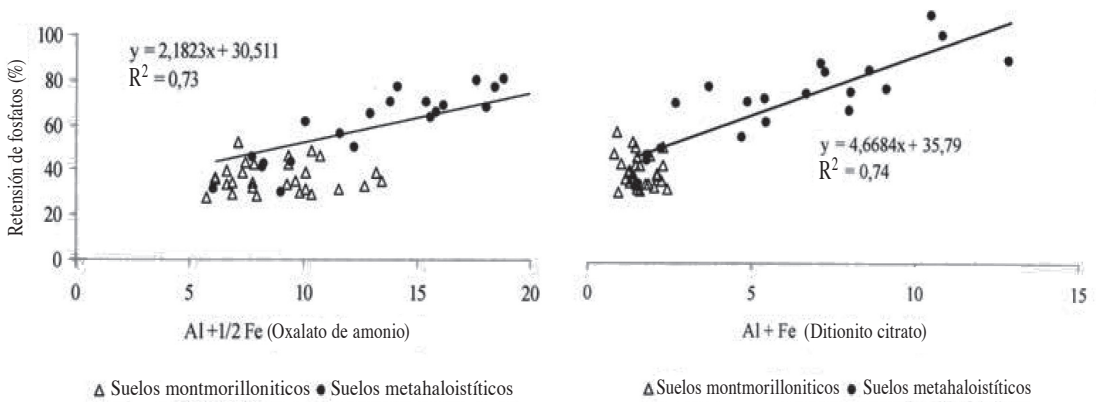 Retensión de fosfatos (%)
100
80
60
40
20
0
y = 2,1823x + 30,511
R2 = 0,73
0 5 10 15 20
Al +1/2 Fe (Oxalato de amonio)
△ Suelos montmorilloniticos ● Suelos metahaloistíticos
y = 4,6684x + 35,79
R2 = 0,74
0 5 10 15
Al + Fe (Ditionito citrato)
△ Suelos montmorilloniticos ● Suelos metahaloistíticos